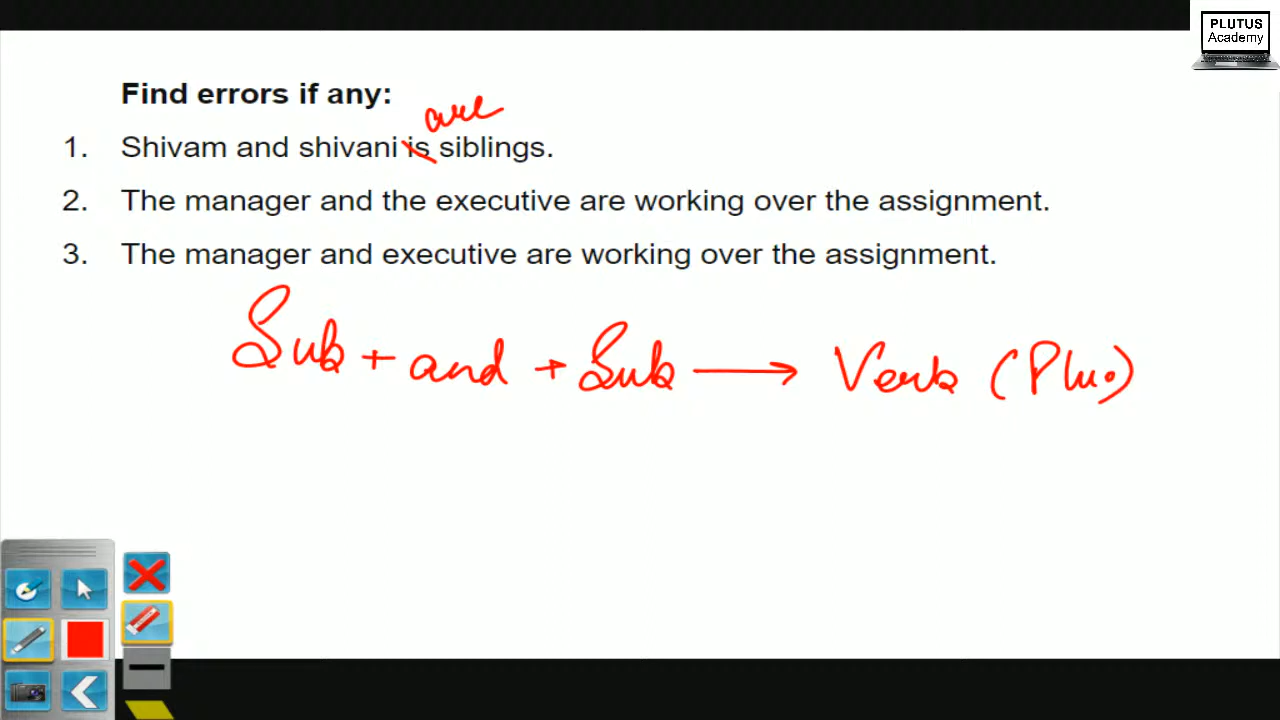 PLUTUS
Academy
Find errors if any:
are
1. Shivam and shivani is siblings.
2. The manager and the executive are working over the assignment.
3. The manager and executive are working over the assignment.
Sub + and + Sub → Verb (Plu.)